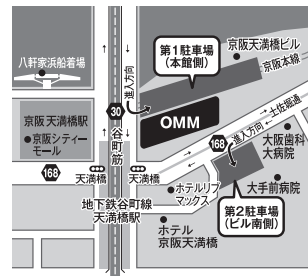 八軒家浜船着場
第1駐車場
(本館側)
京阪天満橋ビル
京阪本線
進入方向
30
OMM
土佐堀通
京阪 天満橋駅
京阪シティー
モール
谷町筋
168
進入方向
大阪歯科
大病院
168
天満橋
天満橋
地下鉄谷町線
天満橋駅
ホテルリブ
マックス
大手前病院
第2駐車場
(ビル南側)
ホテル
京阪天満橋